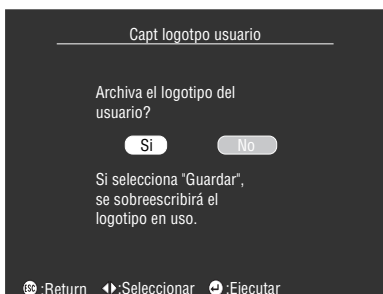 Capt logotpo usuario
Archiva el logotipo del
usuario?
Si No
Si selecciona "Guardar",
se sobreescribirá el
logotipo en uso.
ESC :Return :Seleccionar :Ejecutar